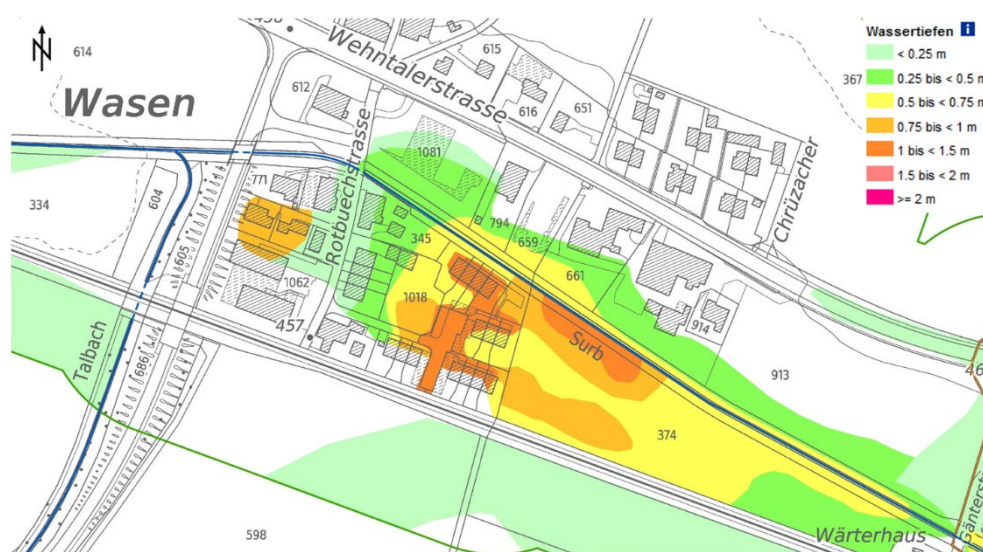 N
614
Wasen
334
604
605
686
Talbach
771
612
Rotbuechstrasse
1062
457
Wehntalerstrasse
615
616
651
1081
345
794
659
661
1018
Surb
374
914
913
598
Chrüzacher
367
Wärterhaus
46
Wassertiefen i
< 0.25 m
0.25 bis < 0.5 m
0.5 bis < 0.75 m
0.75 bis < 1 m
1 bis < 1.5 m
1.5 bis < 2 m
>= 2 m